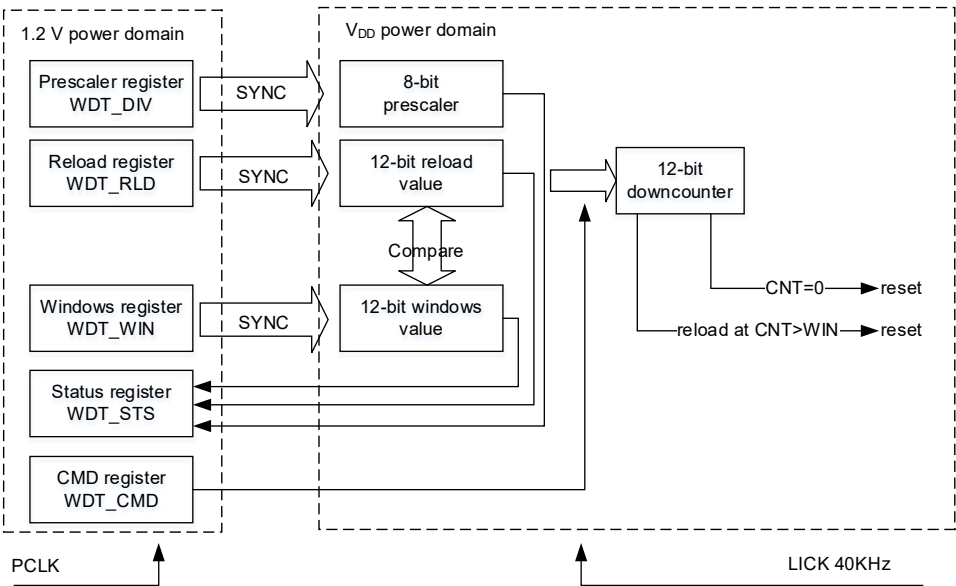 1.2 V power domain
VDD power domain
Prescaler register
WDT_DIV
SYNC
8-bit
prescaler
Reload register
WDT_RLD
SYNC
12-bit reload
value
12-bit
downcounter
Compare
CNT=0
reset
Windows register
WDT_WIN
SYNC
12-bit windows
value
reload at CNT>WIN
reset
Status register
WDT_STS
CMD register
WDT_CMD
PCLK
LICK 40KHz